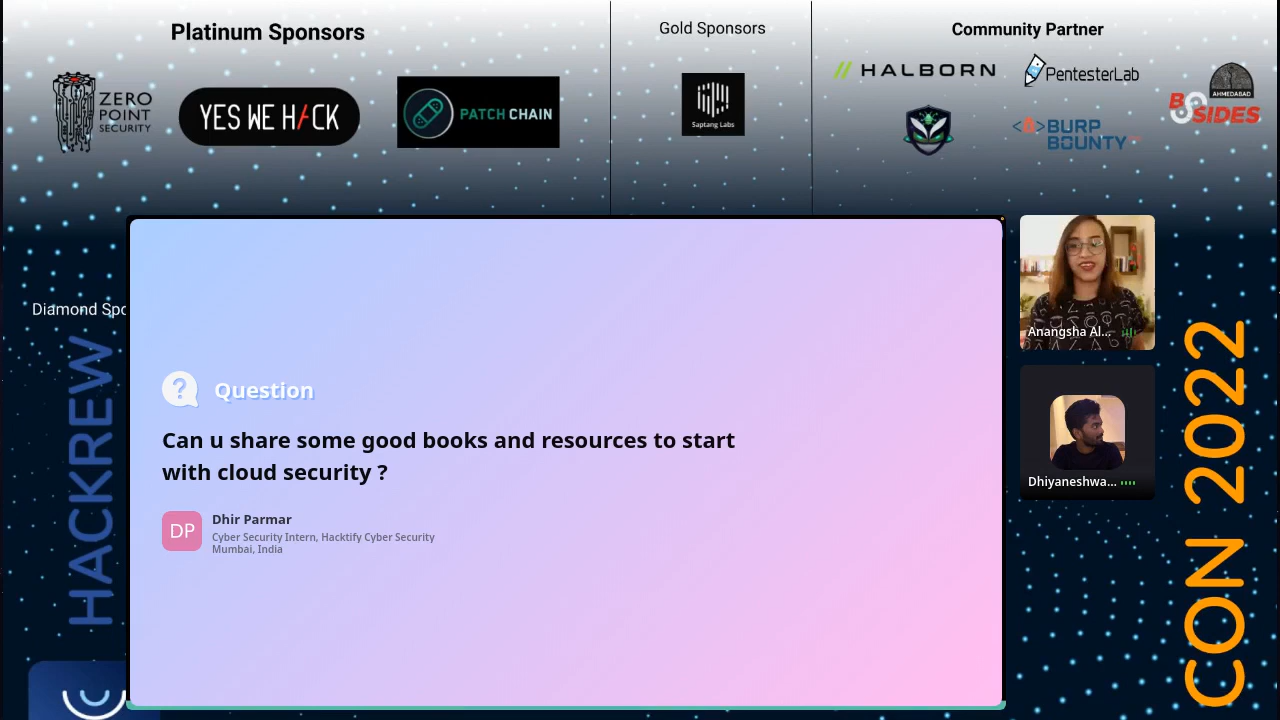 Platinum Sponsors
Gold Sponsors
Community Partner
ZERO
POINT
SECURITY
YES WE H/CK
PATCH CHAIN
Saptang Labs
HALBORN
PentesterLab
BURP
BOUNTY
AHMEDABAD
BSIDES
Diamond Spo
HACKREW
CON 2022
Question
Can u share some good books and resources to start
with cloud security ?
DP
Dhir Parmar
Cyber Security Intern, Hacktify Cyber Security
Mumbai, India
Anangsha Al...
Dhiyaneshwa...